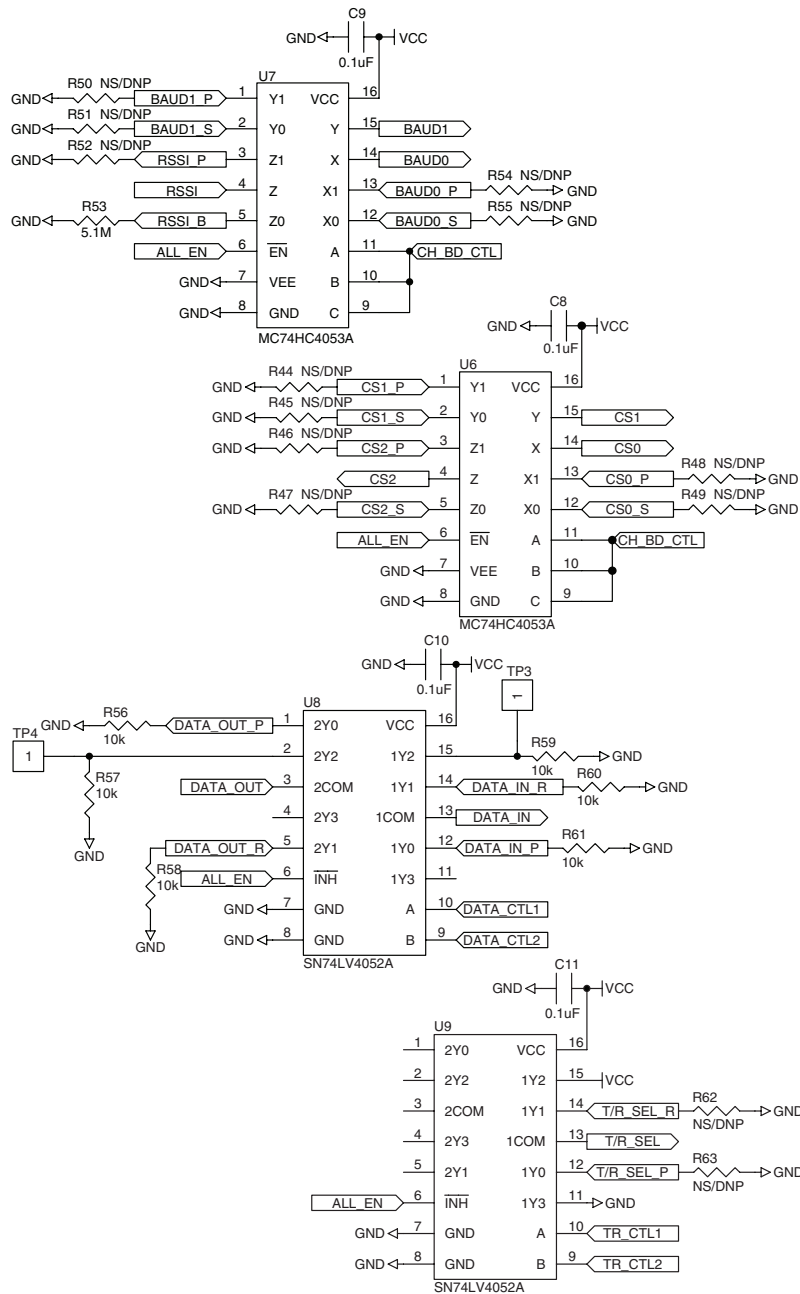 C9
GND VCC
0.1uF
U7
R50 NS/DNP
GND BAUD1_P 1 Y1 VCC 16
R51 NS/DNP
GND BAUD1_S 2 Y0 Y 15 BAUD1
R52 NS/DNP
GND RSSI_P 3 Z1 X 14 BAUD0
RSSI 4 Z X1 13 BAUD0_P R54 NS/DNP GND
R53
GND 5.1M RSSI_B 5 Z0 X0 12 BAUD0_S R55 NS/DNP GND
ALL_EN 6 EN A 11 CH_BD_CTL
GND 7 VEE B 10
GND 8 GND C 9
MC74HC4053A
C8
GND VCC
0.1uF
U6
R44 NS/DNP
GND CS1_P 1 Y1 VCC 16
R45 NS/DNP
GND CS1_S 2 Y0 Y 15 CS1
R46 NS/DNP
GND CS2_P 3 Z1 X 14 CS0
CS2 4 Z X1 13 CS0_P R48 NS/DNP GND
R47 NS/DNP
GND CS2_S 5 Z0 X0 12 CS0_S R49 NS/DNP GND
ALL_EN 6 EN A 11 CH_BD_CTL
GND 7 VEE B 10
GND 8 GND C 9
MC74HC4053A
C10
GND VCC
0.1uF
TP3
1
U8
R56
GND 10k DATA_OUT_P 1 2Y0 VCC 16
TP4
1 2 2Y2 1Y2 15 R59 10k GND
R57
10k
GND
DATA_OUT 3 2COM 1Y1 14 DATA_IN_R R60 10k GND
4 2Y3 1COM 13 DATA_IN
DATA_OUT_R 5 2Y1 1Y0 12 DATA_IN_P R61 10k GND
R58
10k
GND
ALL_EN 6 INH 1Y3 11
GND 7 GND A 10 DATA_CTL1
GND 8 GND B 9 DATA_CTL2
SN74LV4052A
C11
GND VCC
0.1uF
U9
1 2Y0 VCC 16
2 2Y2 1Y2 15 VCC
3 2COM 1Y1 14 T/R_SEL_R R62 NS/DNP GND
4 2Y3 1COM 13 T/R_SEL
5 2Y1 1Y0 12 T/R_SEL_P R63 NS/DNP GND
ALL_EN 6 INH 1Y3 11 GND
GND 7 GND A 10 TR_CTL1
GND 8 GND B 9 TR_CTL2
SN74LV4052A